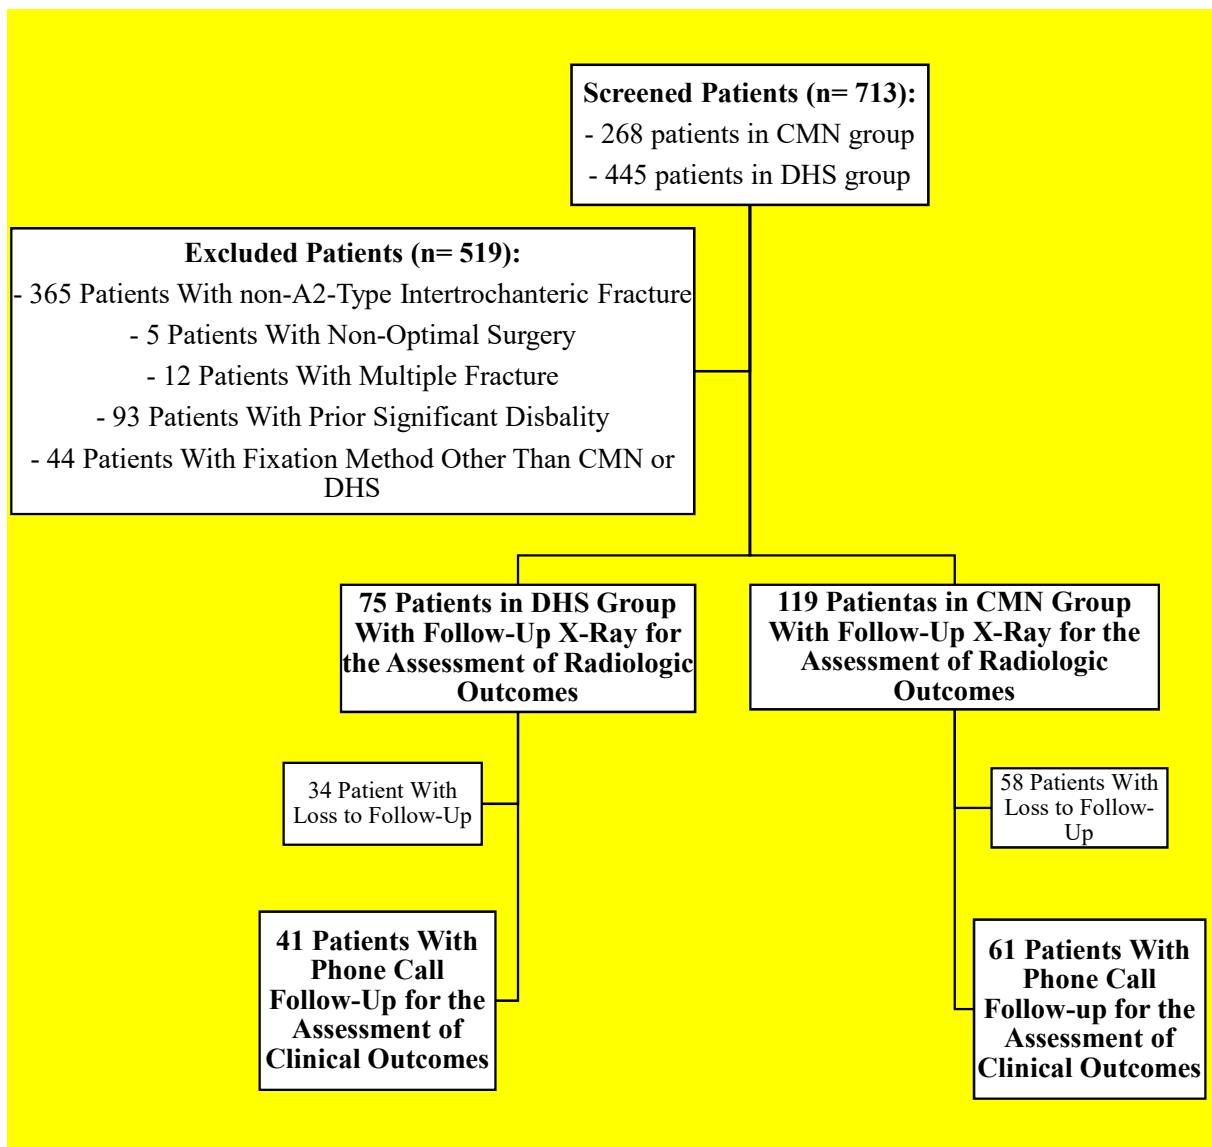 Screened Patients (n= 713):
- 268 patients in CMN group
- 445 patients in DHS group
Excluded Patients (n= 519):
- 365 Patients With non-A2-Type Intertrochanteric Fracture
- 5 Patients With Non-Optimal Surgery
- 12 Patients With Multiple Fracture
- 93 Patients With Prior Significant Disbality
- 44 Patients With Fixation Method Other Than CMN or
DHS
75 Patients in DHS Group
With Follow-Up X-Ray for
the Assessment of Radiologic
Outcomes
119 Patientas in CMN Group
With Follow-Up X-Ray for the
Assessment of Radiologic
Outcomes
34 Patient With
Loss to Follow-Up
58 Patients With
Loss to Follow-
Up
41 Patients With
Phone Call
Follow-Up for the
Assessment of
Clinical Outcomes
61 Patients With
Phone Call
Follow-up for the
Assessment of
Clinical Outcomes